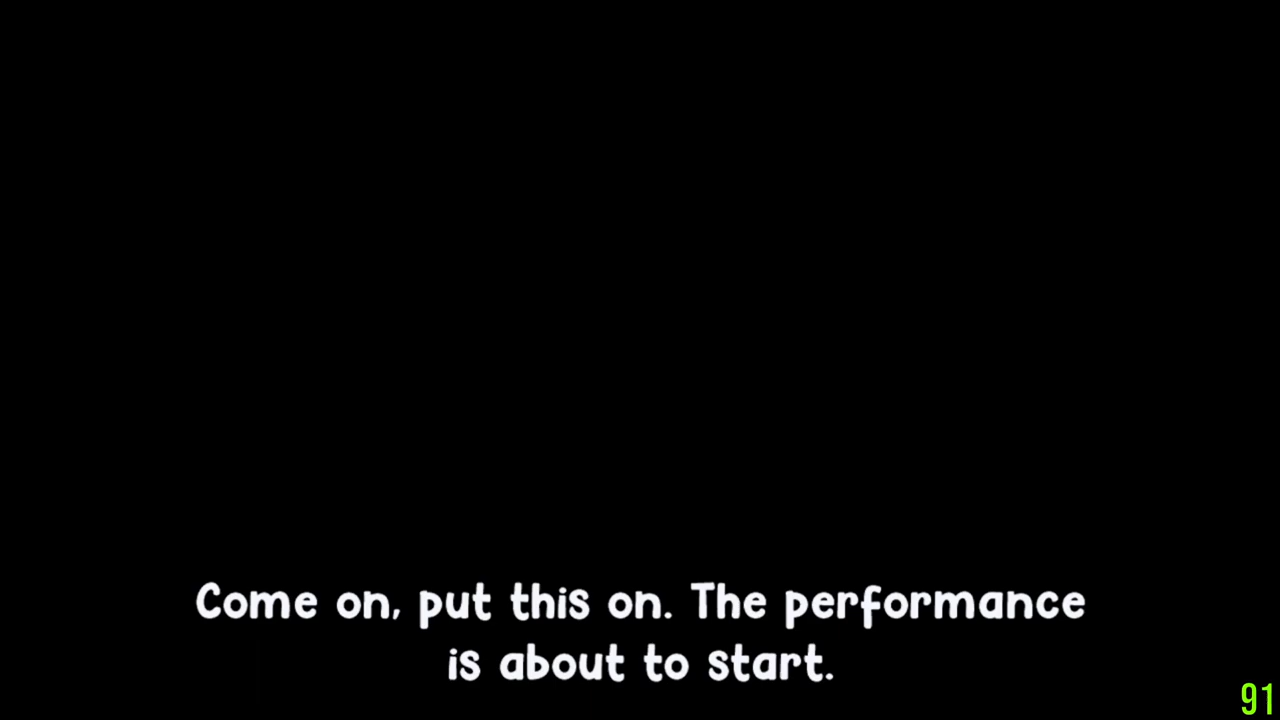 Come on, put this on. The performance
is about to start.
91